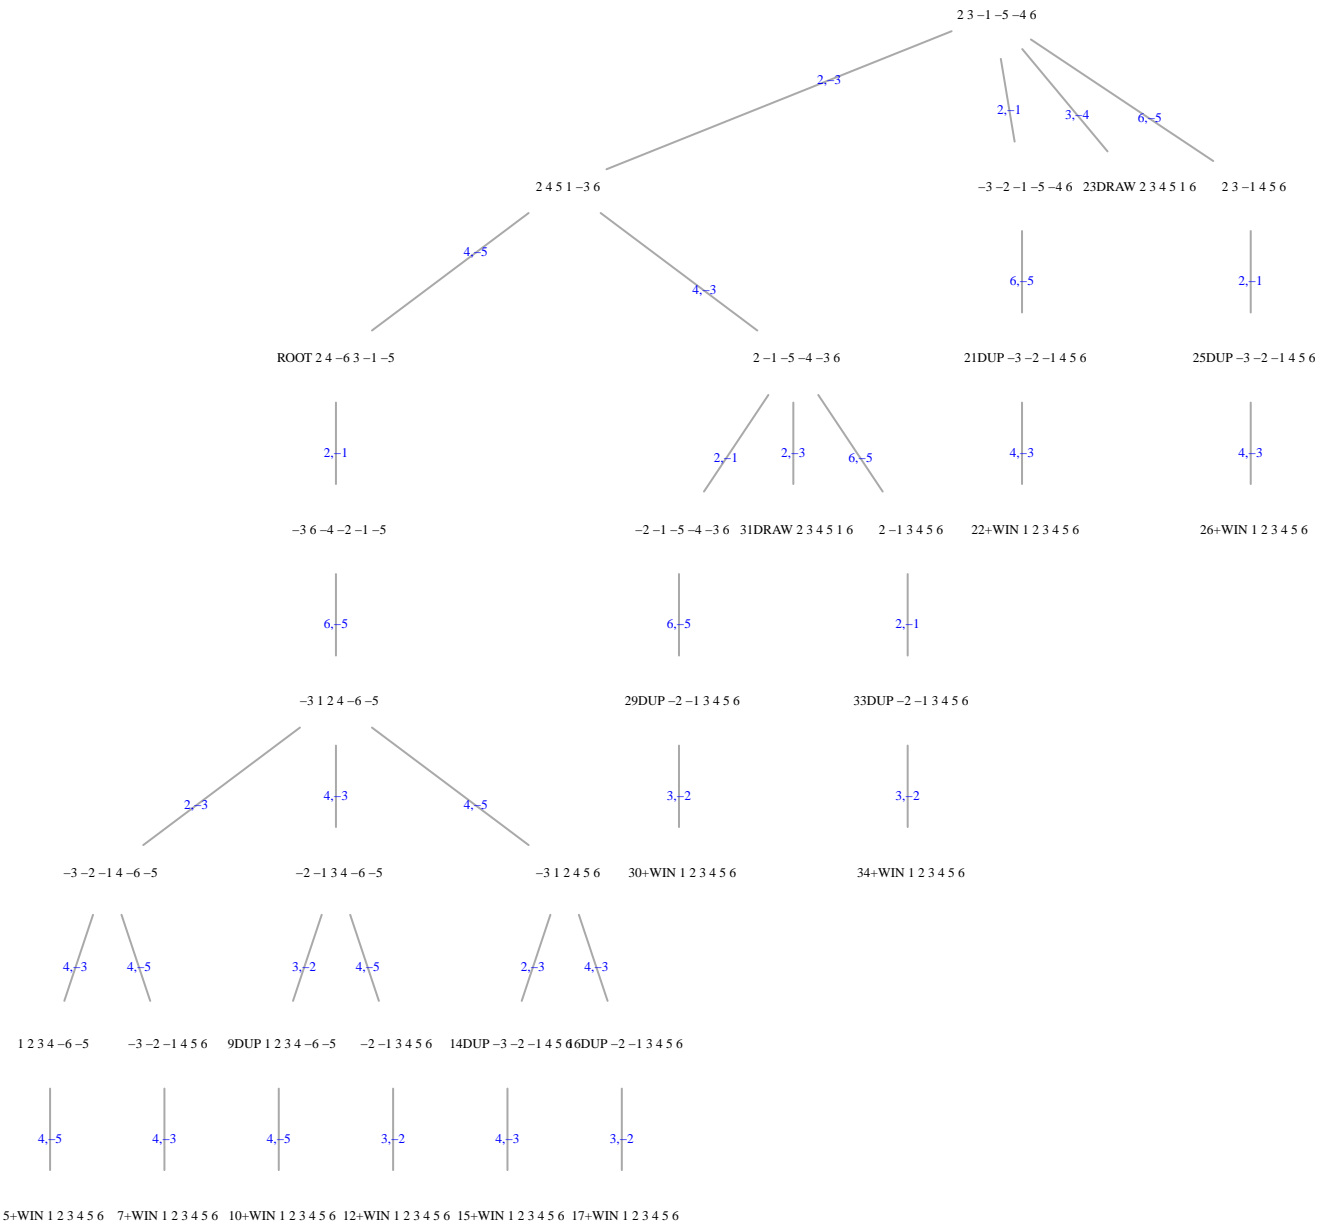 2 3 −1 −5 −4 6
2,−3
2,−1
3,−4
6,−5
2 4 5 1 −3 6
−3 −2 −1 −5 −4 6
23DRAW 2 3 4 5 1 6
2 3 −1 4 5 6
4,−5
4,−3
6,−5
2,−1
ROOT 2 4 −6 3 −1 −5
2 −1 −5 −4 −3 6
21DUP −3 −2 −1 4 5 6
25DUP −3 −2 −1 4 5 6
2,−1
2,−1
2,−3
6,−5
4,−3
4,−3
−3 6 −4 −2 −1 −5
−2 −1 −5 −4 −3 6
31DRAW 2 3 4 5 1 6
2 −1 3 4 5 6
22+WIN 1 2 3 4 5 6
26+WIN 1 2 3 4 5 6
6,−5
6,−5
2,−1
−3 1 2 4 −6 −5
29DUP −2 −1 3 4 5 6
33DUP −2 −1 3 4 5 6
2,−3
4,−3
4,−5
3,−2
3,−2
−3 −2 −1 4 −6 −5
−2 −1 3 4 −6 −5
−3 1 2 4 5 6
30+WIN 1 2 3 4 5 6
34+WIN 1 2 3 4 5 6
4,−3
4,−5
3,−2
4,−5
2,−3
4,−3
1 2 3 4 −6 −5
−3 −2 −1 4 5 6
9DUP 1 2 3 4 −6 −5
−2 −1 3 4 5 6
14DUP −3 −2 −1 4 5 6
16DUP −2 −1 3 4 5 6
4,−5
4,−3
4,−5
3,−2
4,−3
3,−2
5+WIN 1 2 3 4 5 6
7+WIN 1 2 3 4 5 6
10+WIN 1 2 3 4 5 6
12+WIN 1 2 3 4 5 6
15+WIN 1 2 3 4 5 6
17+WIN 1 2 3 4 5 6